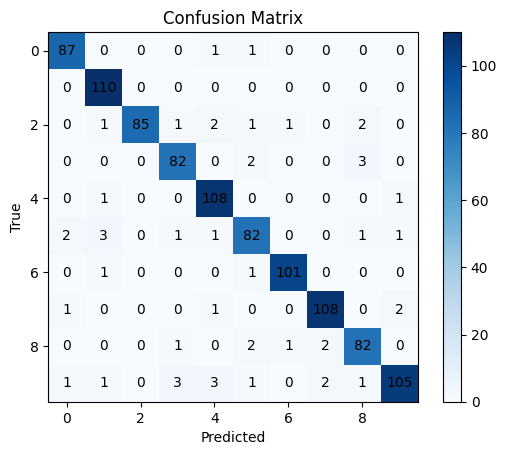 Confusion Matrix
0 87 0 0 0 1 1 0 0 0 0
0 110 0 0 0 0 0 0 0 0
2 0 1 85 1 2 1 1 0 2 0
0 0 0 82 0 2 0 0 3 0
4 0 1 0 0 108 0 0 0 0 1
2 3 0 1 1 82 0 0 1 1
6 0 1 0 0 0 1 101 0 0 0
1 0 0 0 1 0 0 108 0 2
8 0 0 0 1 0 2 1 2 82 0
1 1 0 3 3 1 0 2 1 105
0 2 4 6 8
Predicted
True
100
80
60
40
20
0